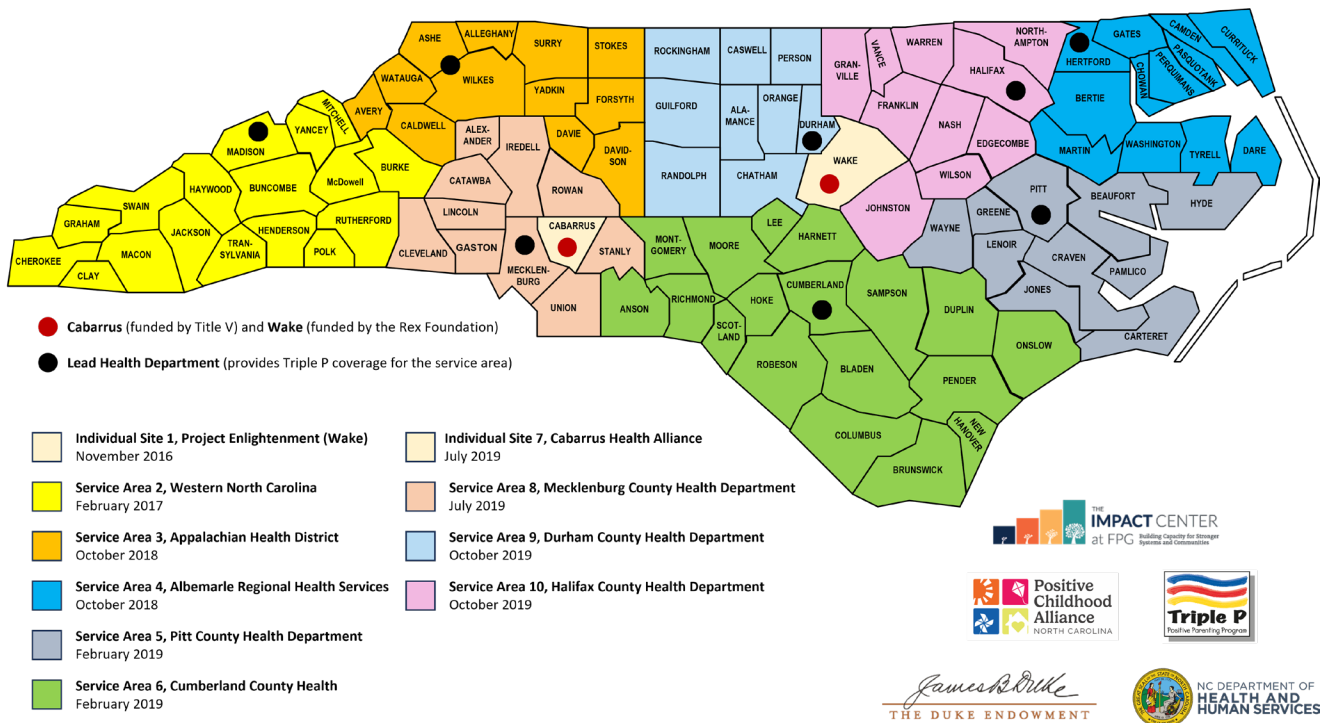 ASHE
ALLEGHANY
SURRY
STOKES
ROCKINGHAM
CASWELL
PERSON
GRAN-
VILLE
VANCE
WARREN
NORTH-
AMPTON
HALIFAX
HERTFORD
GATES
CAMDEN
CURRITUCK
PASQUOTANK
PERQUIMANS
CHOWAN
BERTIE
WATAUGA
WILKES
YADKIN
FORSYTH
GUILFORD
ALA-
MANCE
ORANGE
DURHAM
FRANKLIN
NASH
EDGECOMBE
MARTIN
WASHINGTON
TYRELL
DARE
AVERY
CALDWELL
ALEX-
ANDER
IREDELL
DAVIE
DAVID-
SON
RANDOLPH
CHATHAM
WAKE
WILSON
PITT
BEAUFORT
HYDE
MADISON
YANCEY
MITCHELL
McDowell
BURKE
CATAWBA
ROWAN
JOHNSTON
WAYNE
GREENE
LENOIR
CRAVEN
PAMLICO
JONES
CARTERET
HAYWOOD
BUNCOMBE
RUTHERFORD
LINCOLN
CABARRUS
STANLY
MONT-
GOMERY
MOORE
LEE
HARNETT
SWAIN
GRAHAM
JACKSON
HENDERSON
TRAN-
SYLVANIA
POLK
CLEVELAND
GASTON
MECKLEN-
BURG
UNION
ANSON
RICHMOND
SCOT-
LAND
HOKE
CUMBERLAND
SAMPSON
DUPLIN
ONSLOW
CHEROKEE
CLAY
MACON
ROBESON
BLADEN
PENDER
COLUMBUS
NEW
HANOVER
BRUNSWICK
Cabarrus (funded by Title V) and Wake (funded by the Rex Foundation)
Lead Health Department (provides Triple P coverage for the service area)
Individual Site 1, Project Enlightenment (Wake)
November 2016
Service Area 2, Western North Carolina
February 2017
Service Area 3, Appalachian Health District
October 2018
Service Area 4, Albemarle Regional Health Services
October 2018
Service Area 5, Pitt County Health Department
February 2019
Service Area 6, Cumberland County Health
February 2019
Individual Site 7, Cabarrus Health Alliance
July 2019
Service Area 8, Mecklenburg County Health Department
July 2019
Service Area 9, Durham County Health Department
October 2019
Service Area 10, Halifax County Health Department
October 2019
THE
IMPACT CENTER
at FPG Building Capacity for Stronger
Systems and Communities
Positive
Childhood
Alliance
NORTH CAROLINA
Triple P
Positive Parenting Program
James B Duke
THE DUKE ENDOWMENT
NC DEPARTMENT OF
HEALTH AND
HUMAN SERVICES